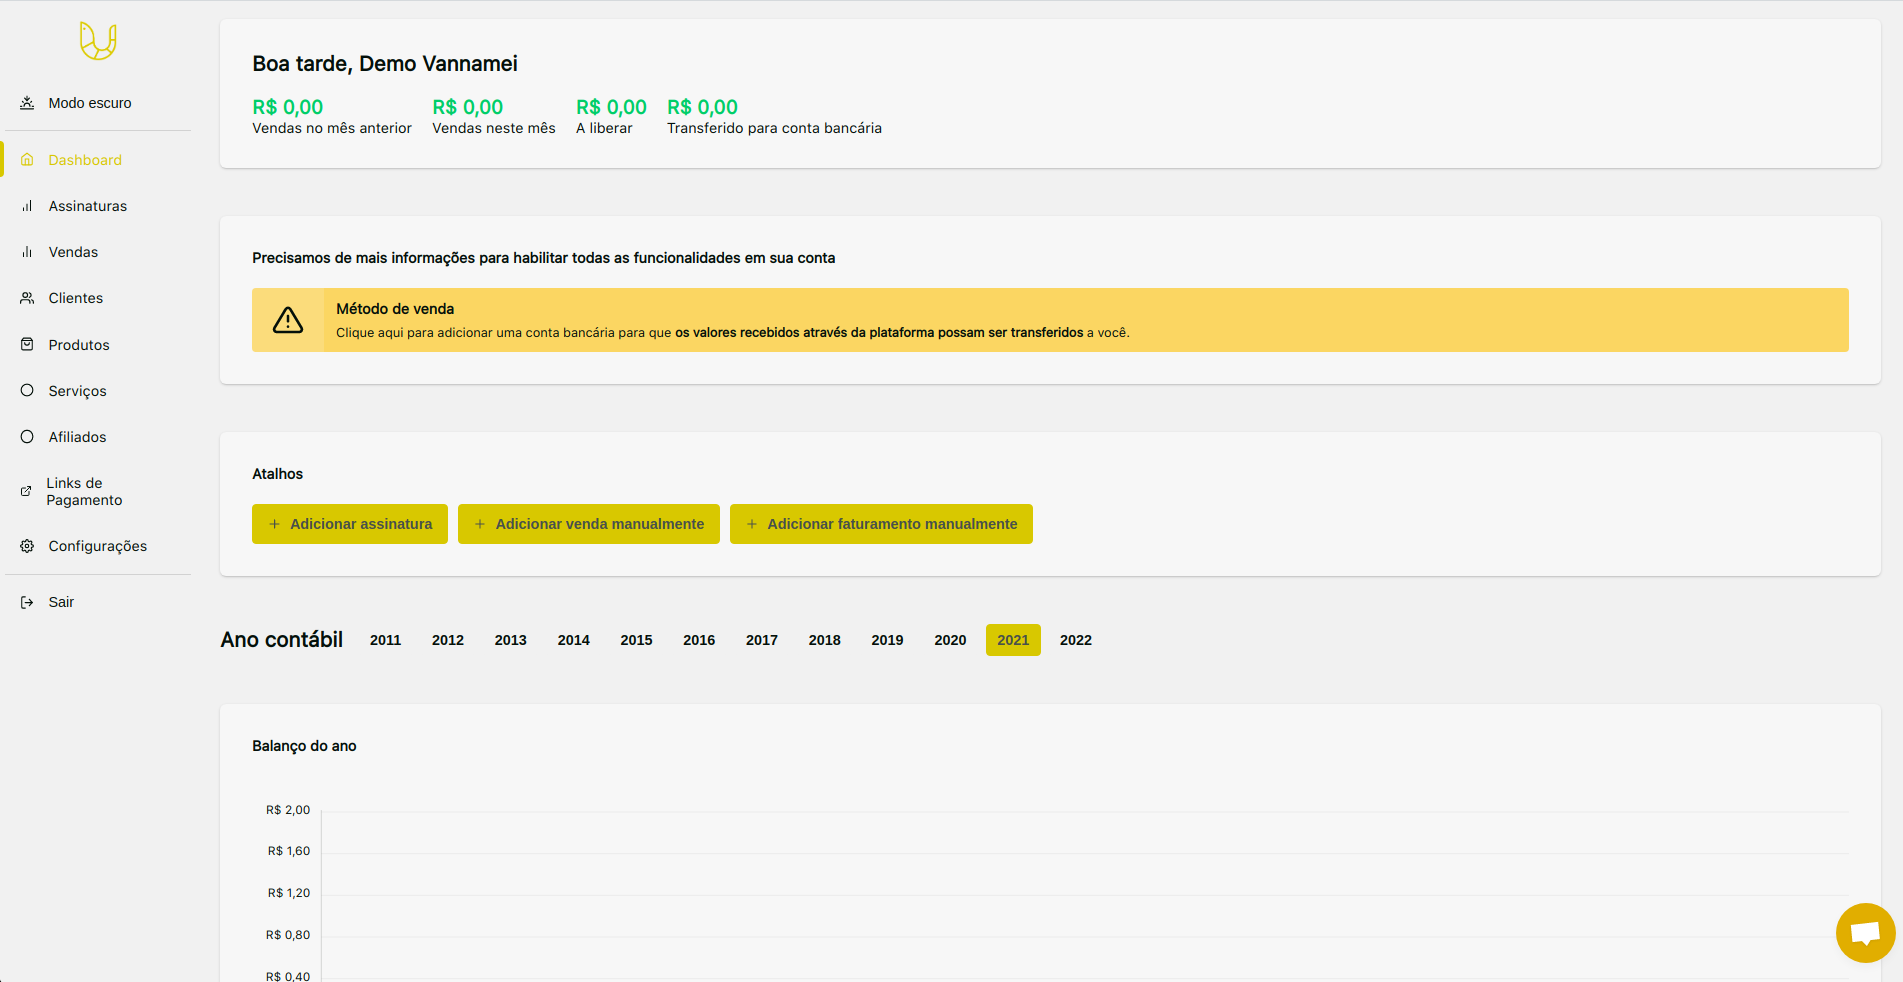 Modo escuro
Dashboard
Assinaturas
Vendas
Clientes
Produtos
Serviços
Afiliados
Links de
Pagamento
Configurações
Sair
Boa tarde, Demo Vannamei
R$ 0,00 R$ 0,00 R$ 0,00 R$ 0,00
Vendas no mês anterior Vendas neste mês A liberar Transferido para conta bancária
Precisamos de mais informações para habilitar todas as funcionalidades em sua conta
Método de venda
Clique aqui para adicionar uma conta bancária para que os valores recebidos através da plataforma possam ser transferidos a você.
Atalhos
Adicionar assinatura Adicionar venda manualmente Adicionar faturamento manualmente
Ano contábil 2011 2012 2013 2014 2015 2016 2017 2018 2019 2020 2021 2022
Balanço do ano
R$ 2,00
R$ 1,60
R$ 1,20
R$ 0,80
R$ 0,40